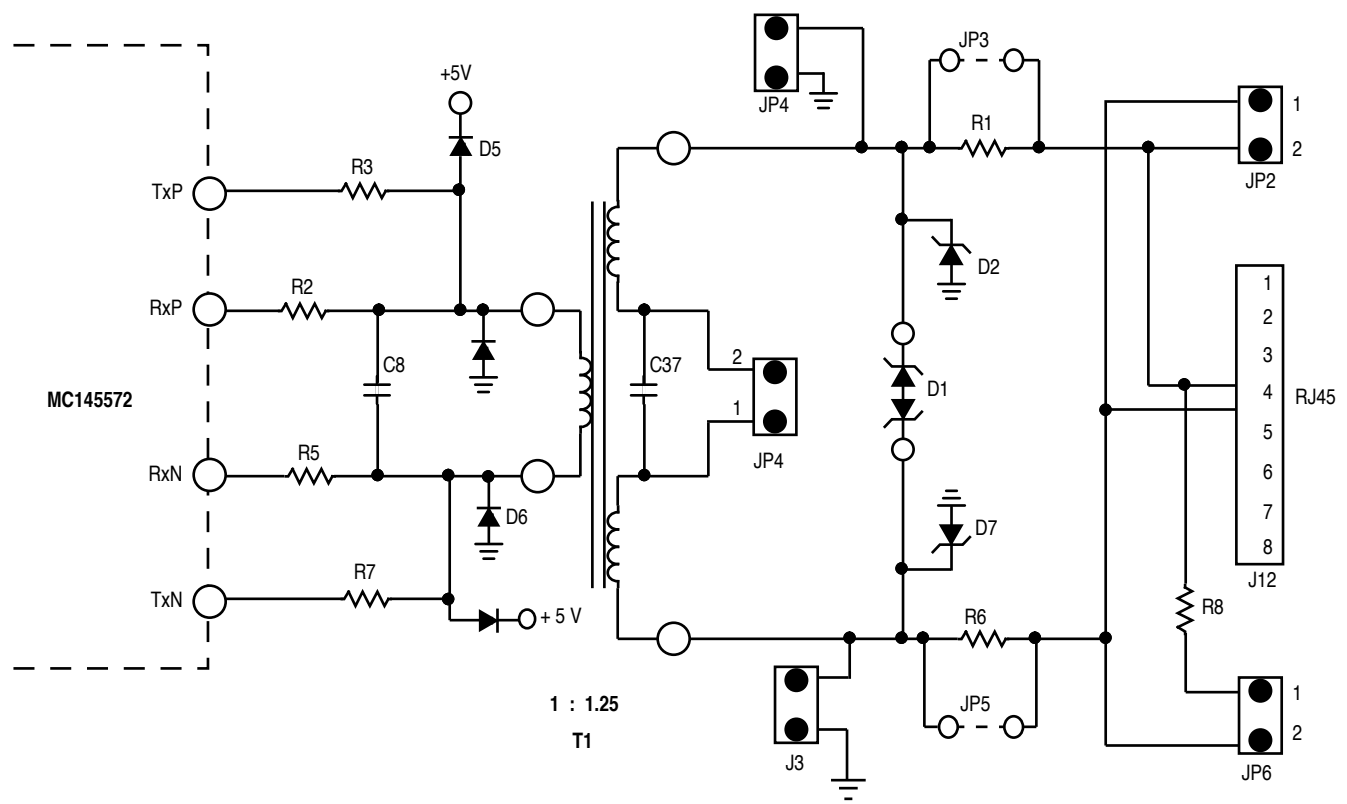 JP3
+5V
JP4
R1
1
D5
2
R3
JP2
TxP
D2
1
R2
2
RxP
2
3
C8
C37
D1
4
RJ45
MC145572
1
5
R5
JP4
6
RxN
D6
D7
7
8
R7
J12
TxN
+ 5 V
R6
R8
1 : 1.25
JP5
1
T1
J3
2
JP6